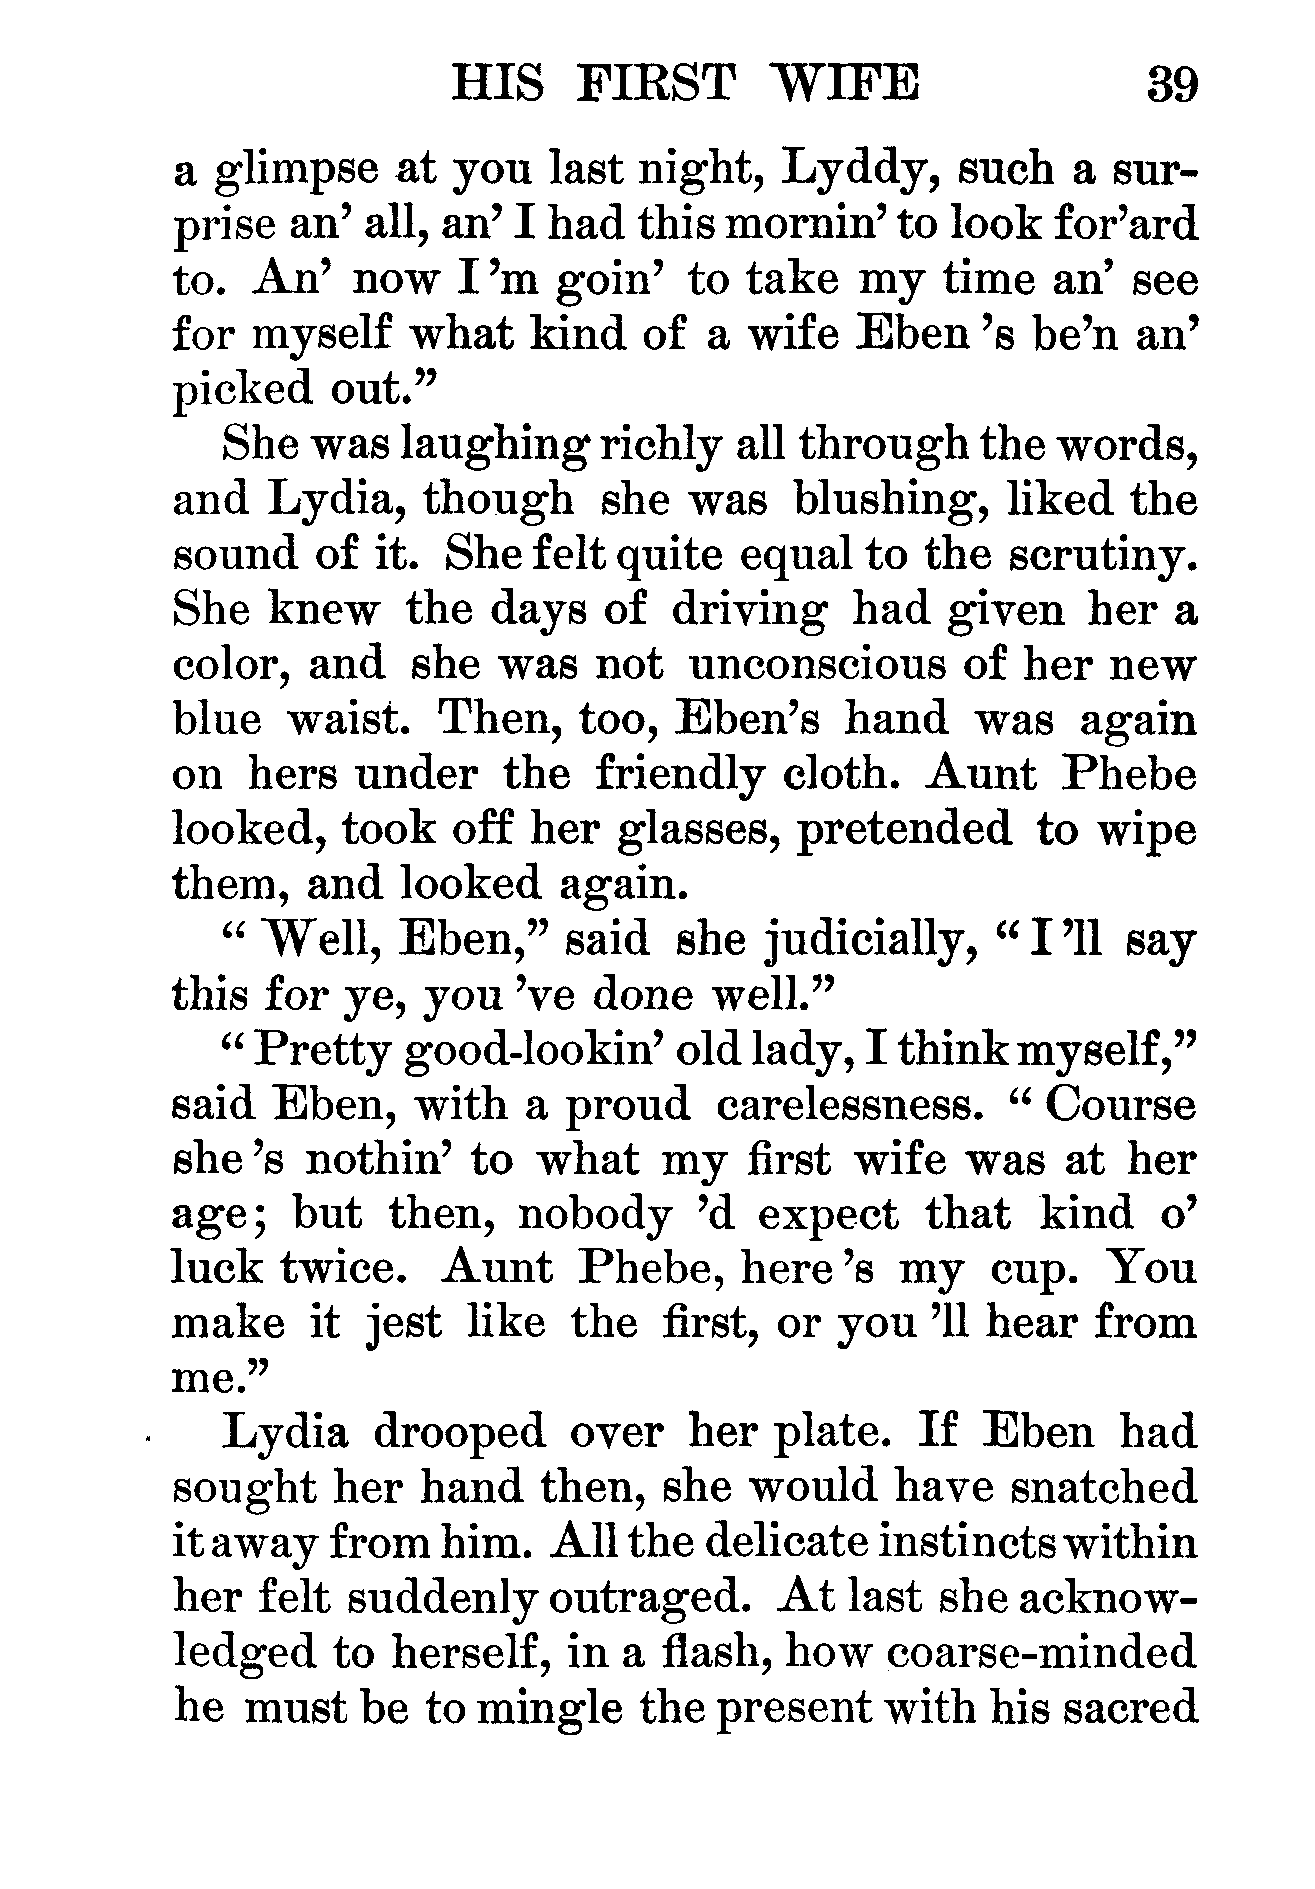 HIS FIRST WIFE 39
a glimpse at you last night, Lyddy, such a sur-
prise an’ all, an’ I had this mornin’ to look for’ard
to. An’ now I ’m goin’ to take my time an’ see
for myself what kind of a wife Eben ’s be’n an’
picked out.”
She was laughing richly all through the words,
and Lydia, though she was blushing, liked the
sound of it. She felt quite equal to the scrutiny.
She knew the days of driving had given her a
color, and she was not unconscious of her new
blue waist. Then, too, Eben’s hand was again
on hers under the friendly cloth. Aunt Phebe
looked, took off her glasses, pretended to wipe
them, and looked again.
“ Well, Eben,” said she judicially, “ I ’ll say
this for ye, you ’ve done well.”
“ Pretty good-lookin’ old lady, I think myself,”
said Eben, with a proud carelessness. “ Course
she ’s nothin’ to what my first wife was at her
age; but then, nobody ’d expect that kind o’
luck twice. Aunt Phebe, here ’s my cup. You
make it jest like the first, or you ’ll hear from
me.”
Lydia drooped over her plate. If Eben had
sought her hand then, she would have snatched
it away from him. All the delicate instincts within
her felt suddenly outraged. At last she acknow-
ledged to herself, in a flash, how coarse-minded
he must be to mingle the present with his sacred